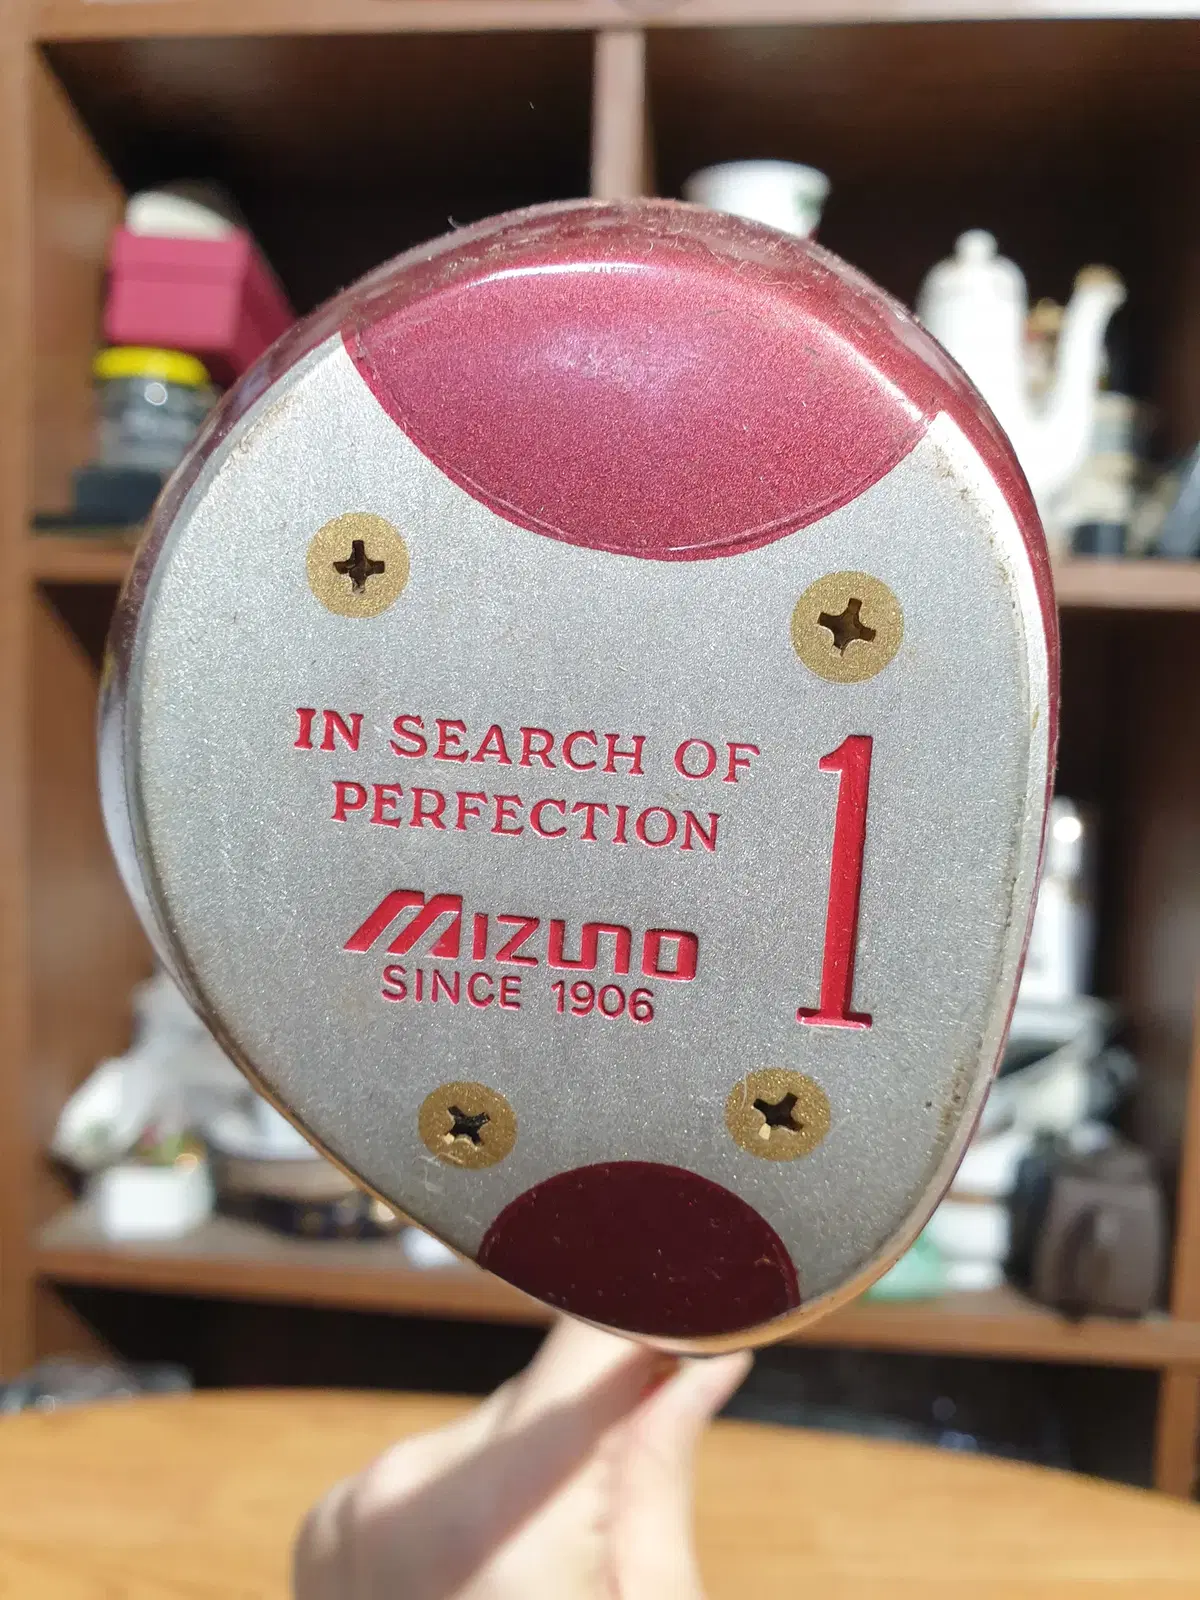 IN SEARCH OF
PERFECTION
1
MIZUNO
SINCE 1906